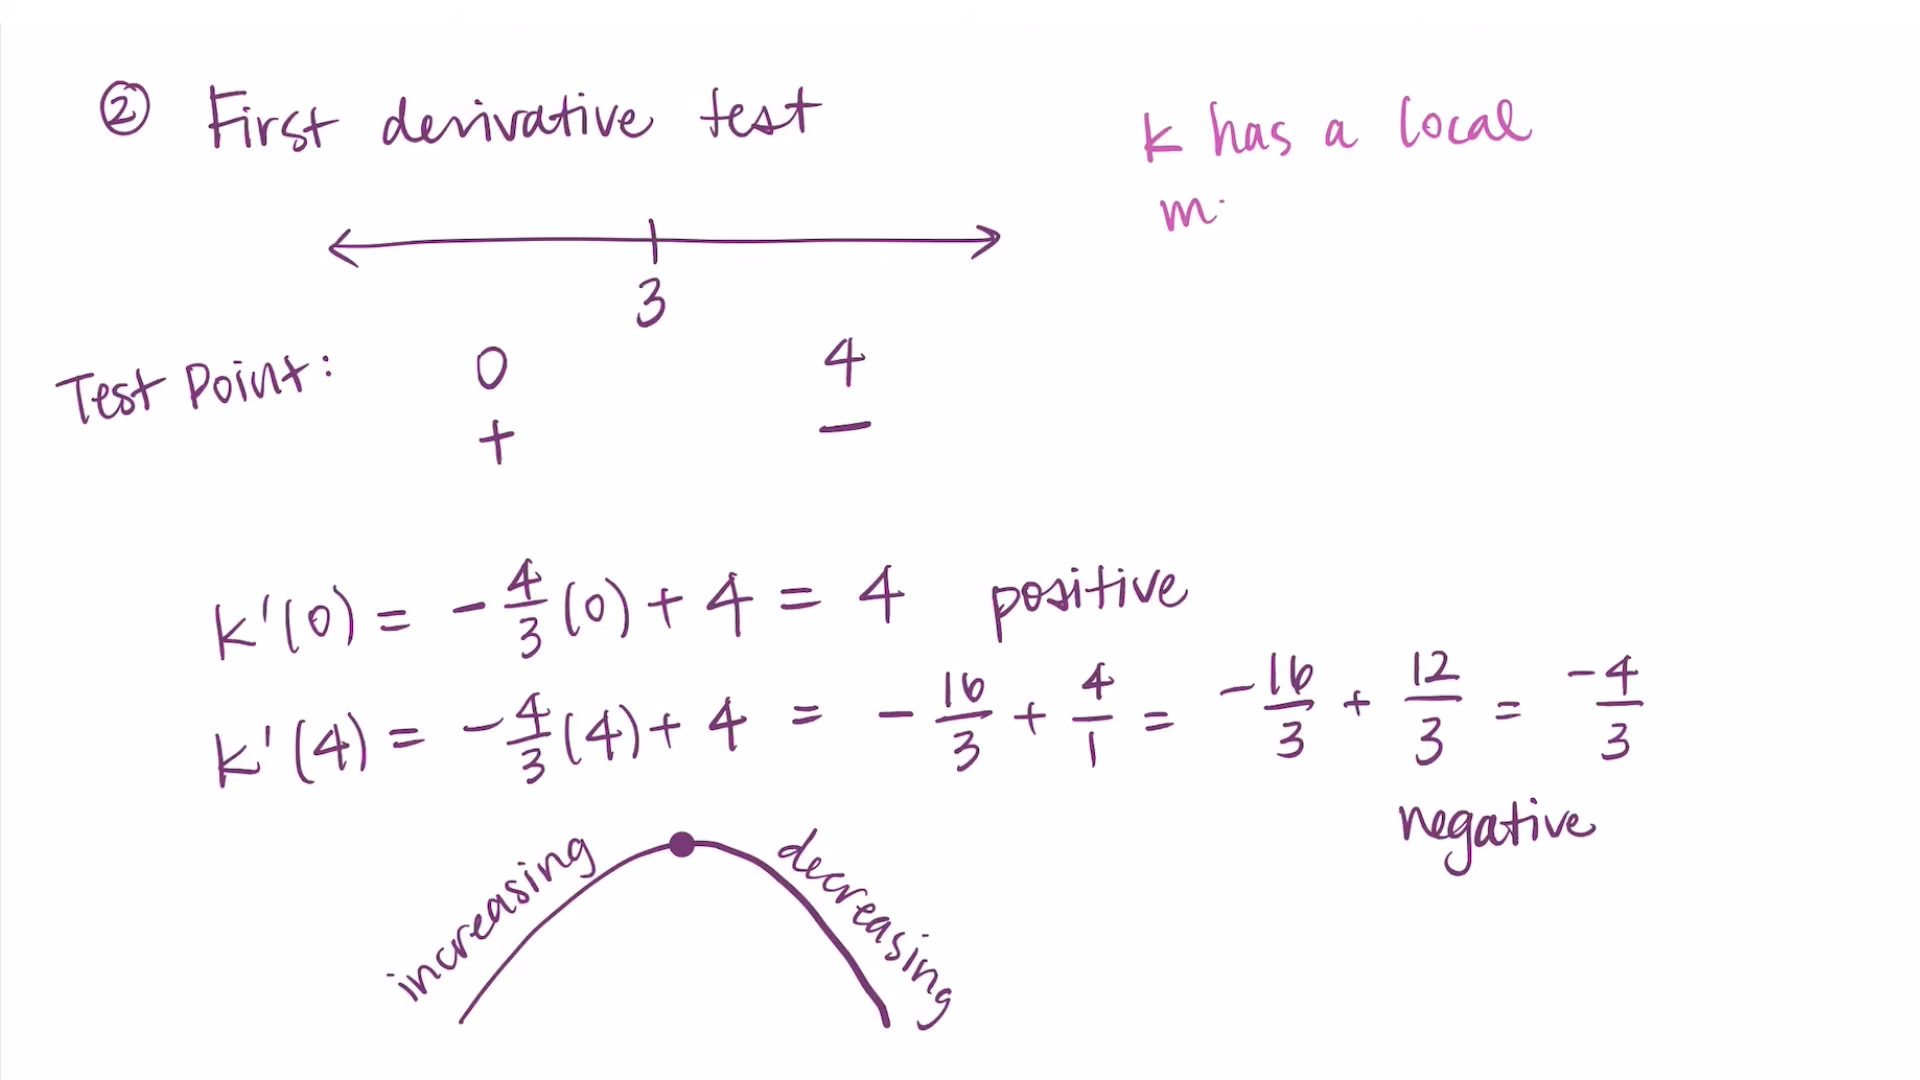 ② First derivative test
k has a local
m
3
Test Point: 0 4
+ −
k'(0) = -4/3(0) + 4 = 4 positive
k'(4) = -4/3(4) + 4 = -16/3 + 4/1 = -16/3 + 12/3 = -4/3
negative
increasing
decreasing